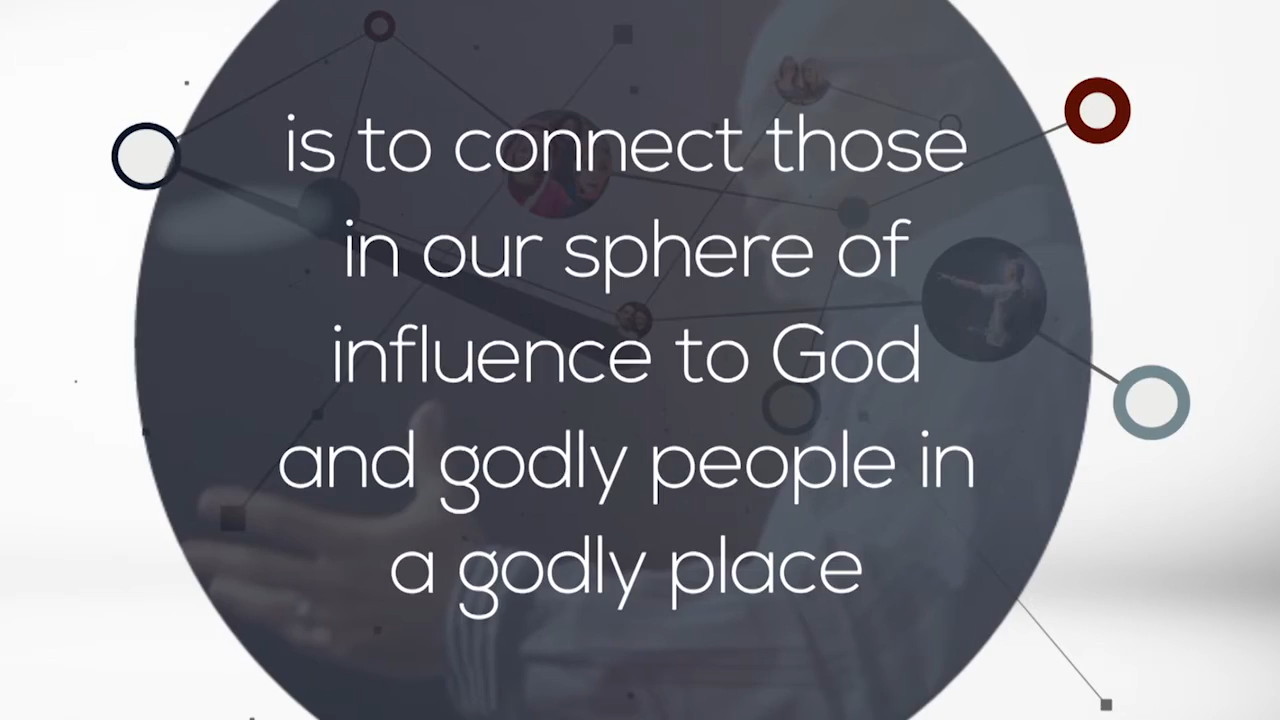 is to connect those
in our sphere of
influence to God
and godly people in
a godly place